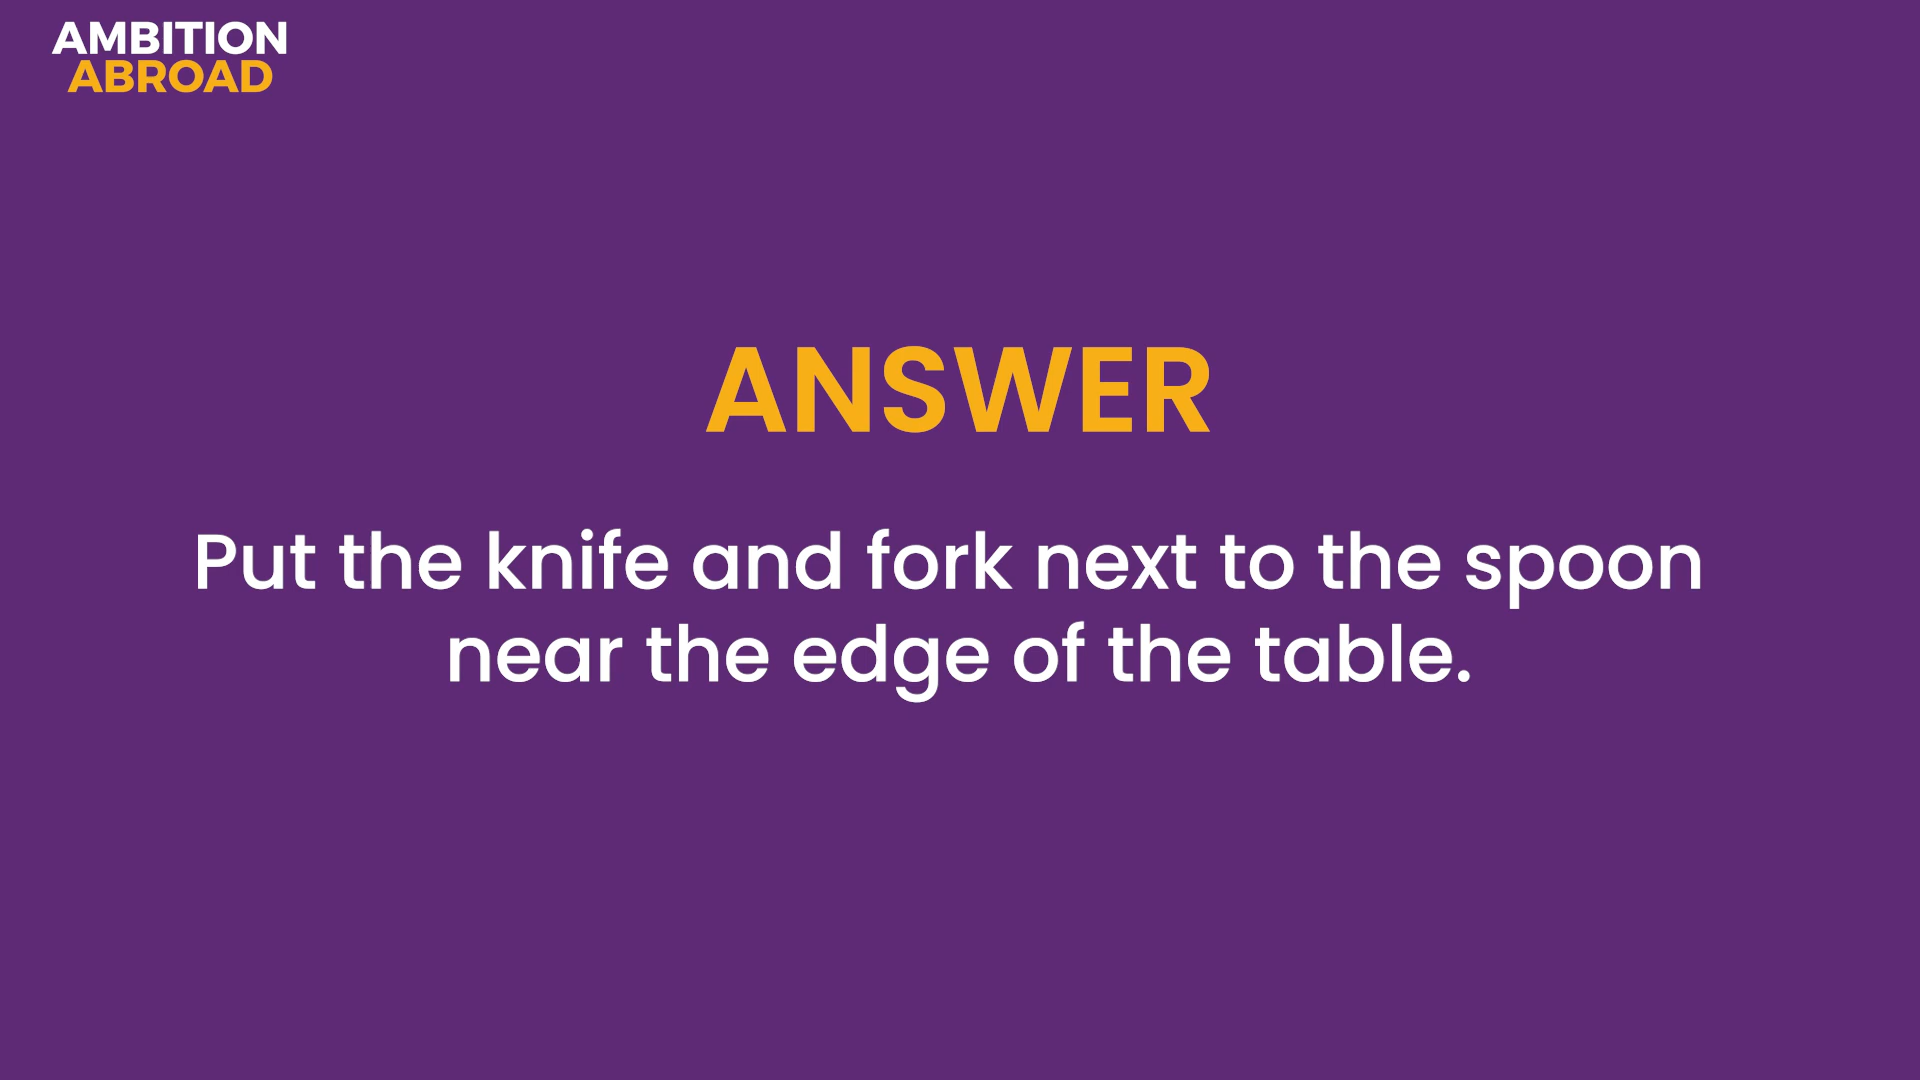 AMBITION
ABROAD
ANSWER
Put the knife and fork next to the spoon
near the edge of the table.